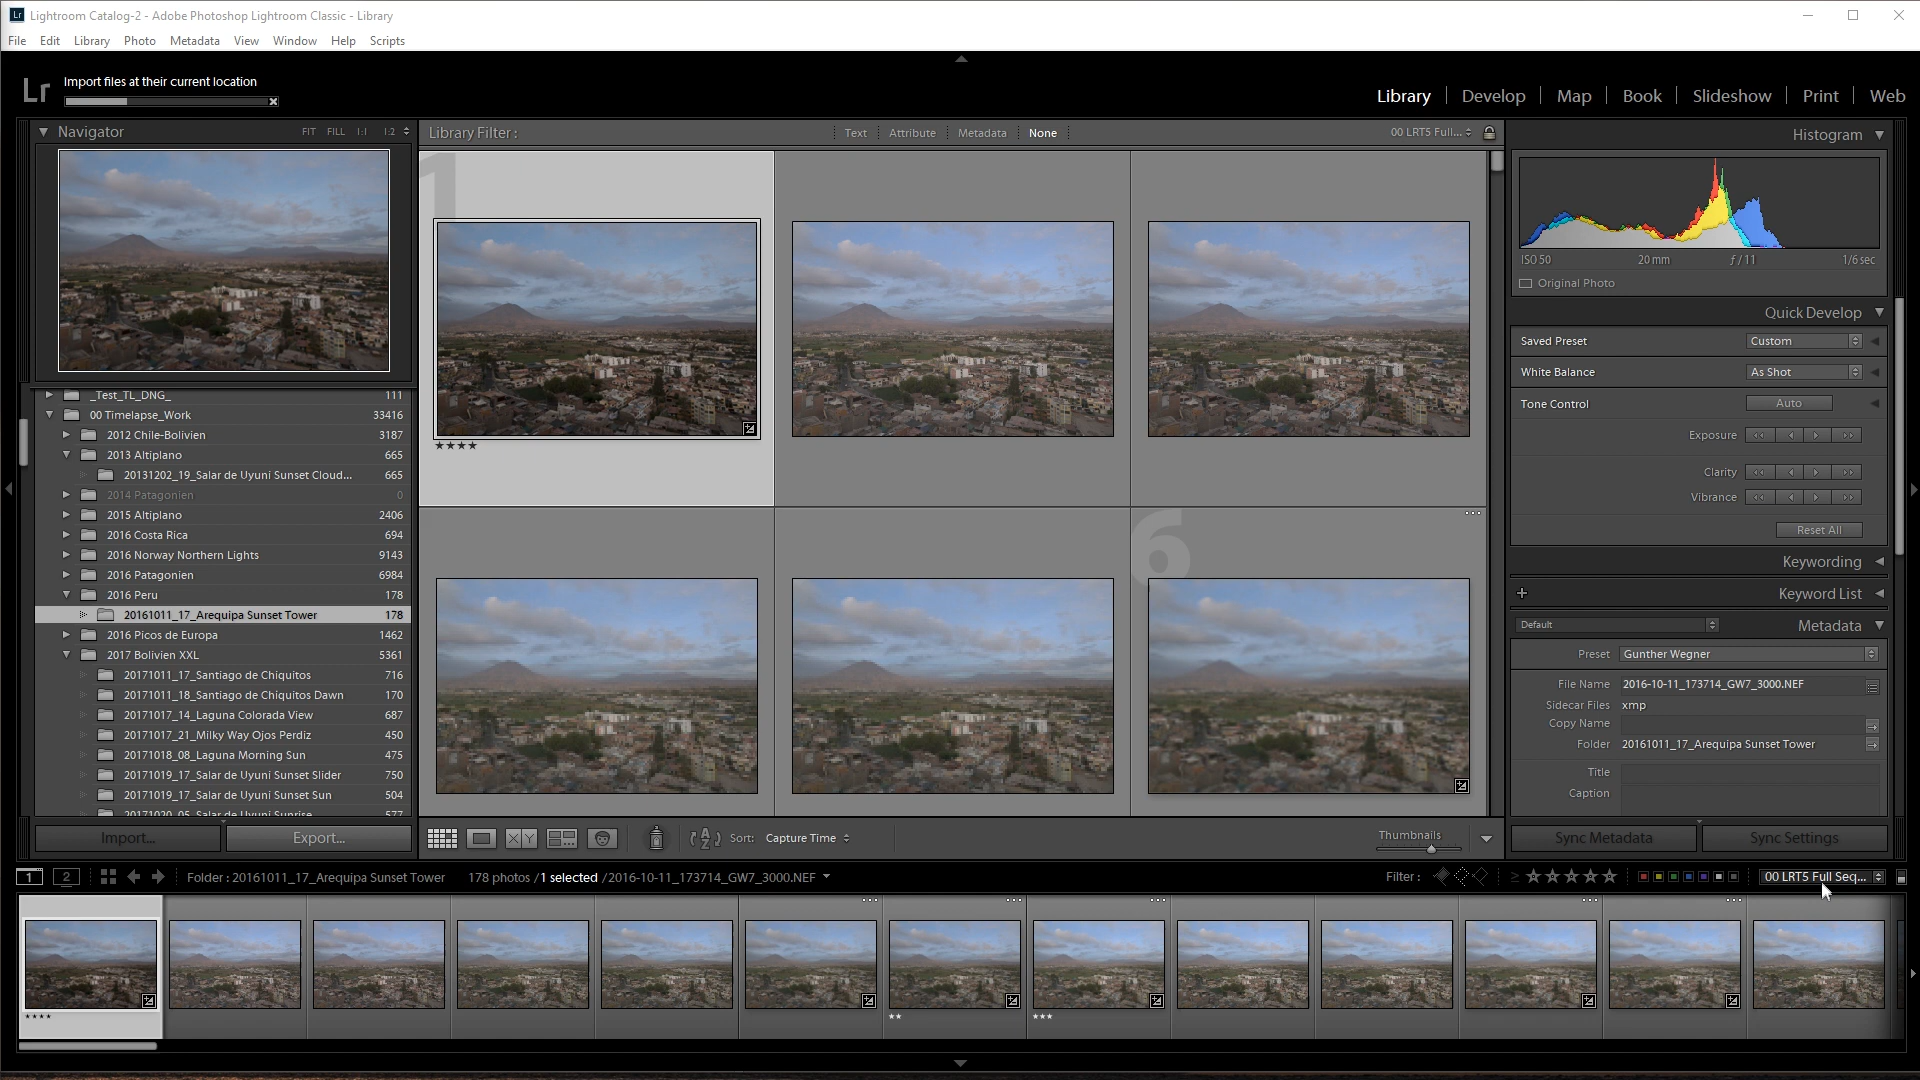 Lr Lightroom Catalog-2 - Adobe Photoshop Lightroom Classic - Library
File Edit Library Photo Metadata View Window Help Scripts
Lr
Import files at their current location
Library Develop Map Book Slideshow Print Web
Navigator FIT FILL 1:1 1:2
_Test_TL_DNG_ 111
00 Timelapse_Work 33416
2012 Chile-Bolivien 3187
2013 Altiplano 665
20131202_19_Salar de Uyuni Sunset Cloud... 665
2014 Patagonien 0
2015 Altiplano 2406
2016 Costa Rica 694
2016 Norway Northern Lights 9143
2016 Patagonien 6984
2016 Peru 178
20161011_17_Arequipa Sunset Tower 178
2016 Picos de Europa 1462
2017 Bolivien XXL 5361
20171011_17_Santiago de Chiquitos 716
20171011_18_Santiago de Chiquitos Dawn 170
20171017_14_Laguna Colorada View 687
20171017_21_Milky Way Ojos Perdiz 450
20171018_08_Laguna Morning Sun 475
20171019_17_Salar de Uyuni Sunset Slider 750
20171019_17_Salar de Uyuni Sunset Sun 504
20171020_05_Salar de Uyuni Sunrise 577
Import... Export...
Library Filter : Text Attribute Metadata None 00 LRT5 Full...
1
6
Sort: Capture Time
Thumbnails
Histogram
ISO 50 20 mm ƒ / 11 1/6 sec
Original Photo
Quick Develop
Saved Preset Custom
White Balance As Shot
Tone Control Auto
Exposure
Clarity
Vibrance
Reset All
Keywording
Keyword List
Default Metadata
Preset Gunther Wegner
File Name 2016-10-11_173714_GW7_3000.NEF
Sidecar Files xmp
Copy Name
Folder 20161011_17_Arequipa Sunset Tower
Title
Caption
Sync Metadata Sync Settings
1 2 Folder : 20161011_17_Arequipa Sunset Tower 178 photos / 1 selected / 2016-10-11_173714_GW7_3000.NEF Filter : 00 LRT5 Full Seq...